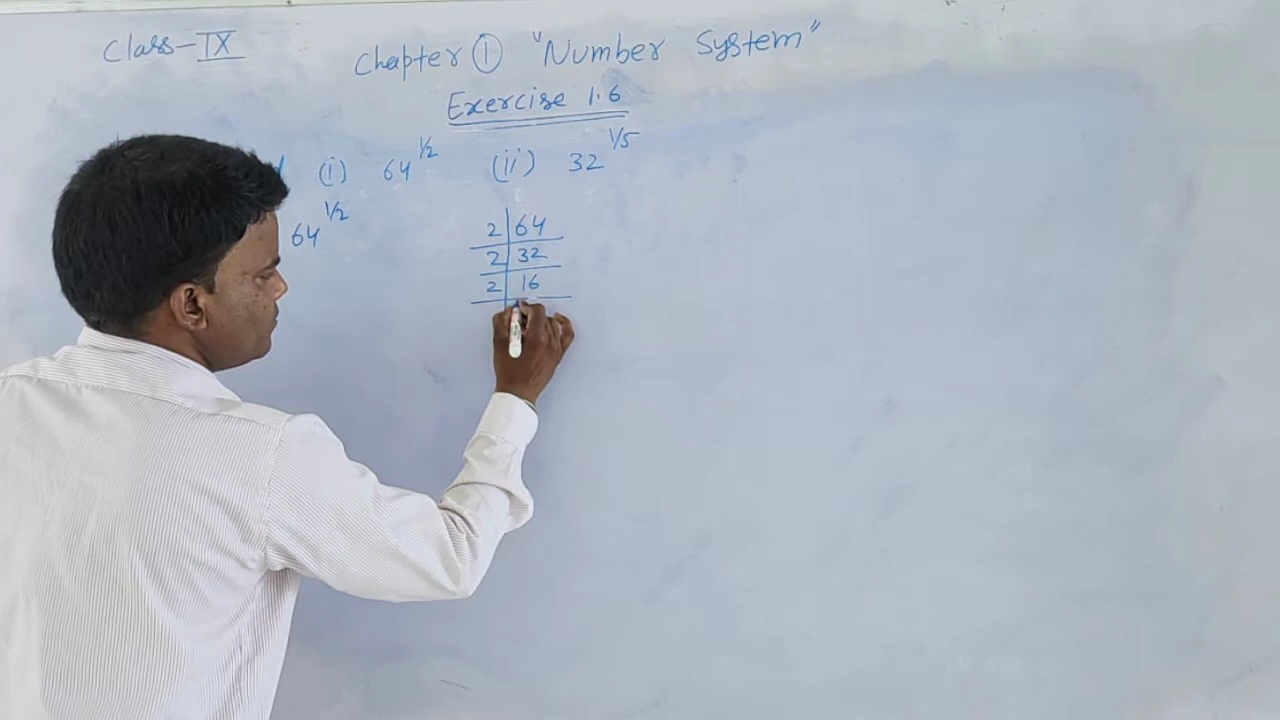 Class-IX
Chapter ① "Number System"
Exercise 1.6
(i) 64^1/2 (ii) 32^1/5
64^1/2
2 | 64
2 | 32
2 | 16